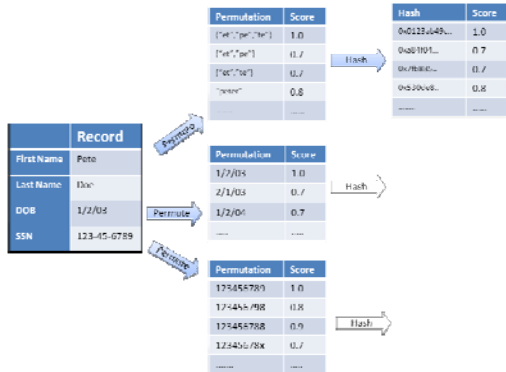 Record
First Name Pete
Last Name Doe
DOB 1/2/03
SSN 123-45-6789
Permute
Permute
Permute
Permutation Score
["et","pe","te"] 1.0
["et","pe"] 0.7
["et","te"] 0.7
"peter" 0.8
......
Hash
Hash Score
1.0
0.7
0.7
0.8
......
Permutation Score
1/2/03 1.0
2/1/03 0.7
1/2/04 0.7
.....
Hash
Permutation Score
123456789 1.0
123456798 0.8
123456788 0.9
12345678x 0.7
.......
Hash